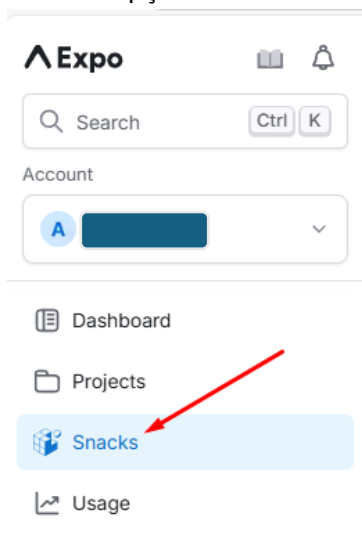 Expo
Search Ctrl K
Account
A
Dashboard
Projects
Snacks
Usage